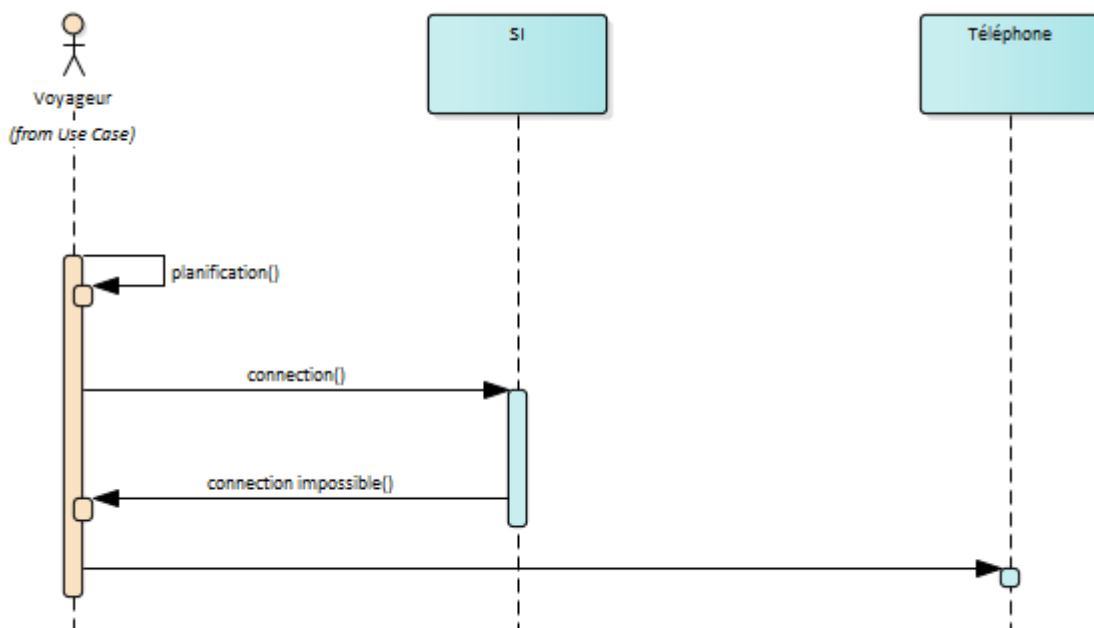 SI
Téléphone
Voyageur
(from Use Case)
planification()
connection()
connection impossible()